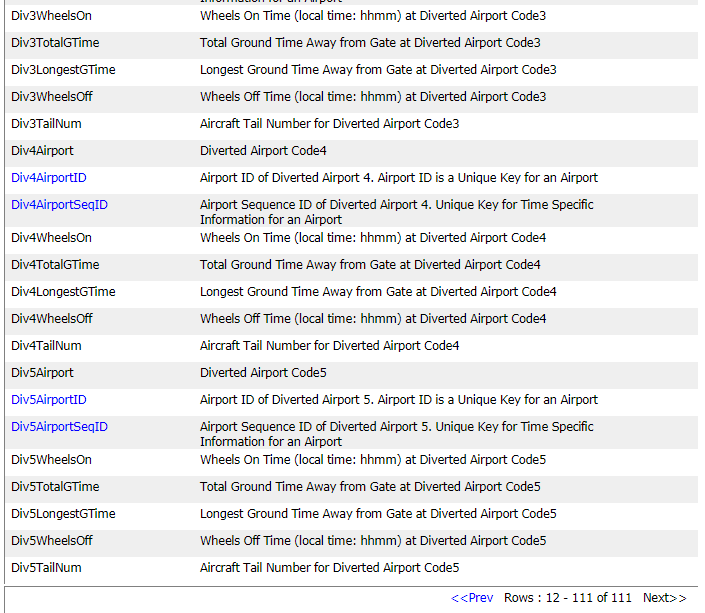 Information for an Airport
Div3WheelsOn Wheels On Time (local time: hhmm) at Diverted Airport Code3
Div3TotalGTime Total Ground Time Away from Gate at Diverted Airport Code3
Div3LongestGTime Longest Ground Time Away from Gate at Diverted Airport Code3
Div3WheelsOff Wheels Off Time (local time: hhmm) at Diverted Airport Code3
Div3TailNum Aircraft Tail Number for Diverted Airport Code3
Div4Airport Diverted Airport Code4
Div4AirportID Airport ID of Diverted Airport 4. Airport ID is a Unique Key for an Airport
Div4AirportSeqID Airport Sequence ID of Diverted Airport 4. Unique Key for Time Specific
Information for an Airport
Div4WheelsOn Wheels On Time (local time: hhmm) at Diverted Airport Code4
Div4TotalGTime Total Ground Time Away from Gate at Diverted Airport Code4
Div4LongestGTime Longest Ground Time Away from Gate at Diverted Airport Code4
Div4WheelsOff Wheels Off Time (local time: hhmm) at Diverted Airport Code4
Div4TailNum Aircraft Tail Number for Diverted Airport Code4
Div5Airport Diverted Airport Code5
Div5AirportID Airport ID of Diverted Airport 5. Airport ID is a Unique Key for an Airport
Div5AirportSeqID Airport Sequence ID of Diverted Airport 5. Unique Key for Time Specific
Information for an Airport
Div5WheelsOn Wheels On Time (local time: hhmm) at Diverted Airport Code5
Div5TotalGTime Total Ground Time Away from Gate at Diverted Airport Code5
Div5LongestGTime Longest Ground Time Away from Gate at Diverted Airport Code5
Div5WheelsOff Wheels Off Time (local time: hhmm) at Diverted Airport Code5
Div5TailNum Aircraft Tail Number for Diverted Airport Code5
<<Prev Rows : 12 - 111 of 111 Next>>